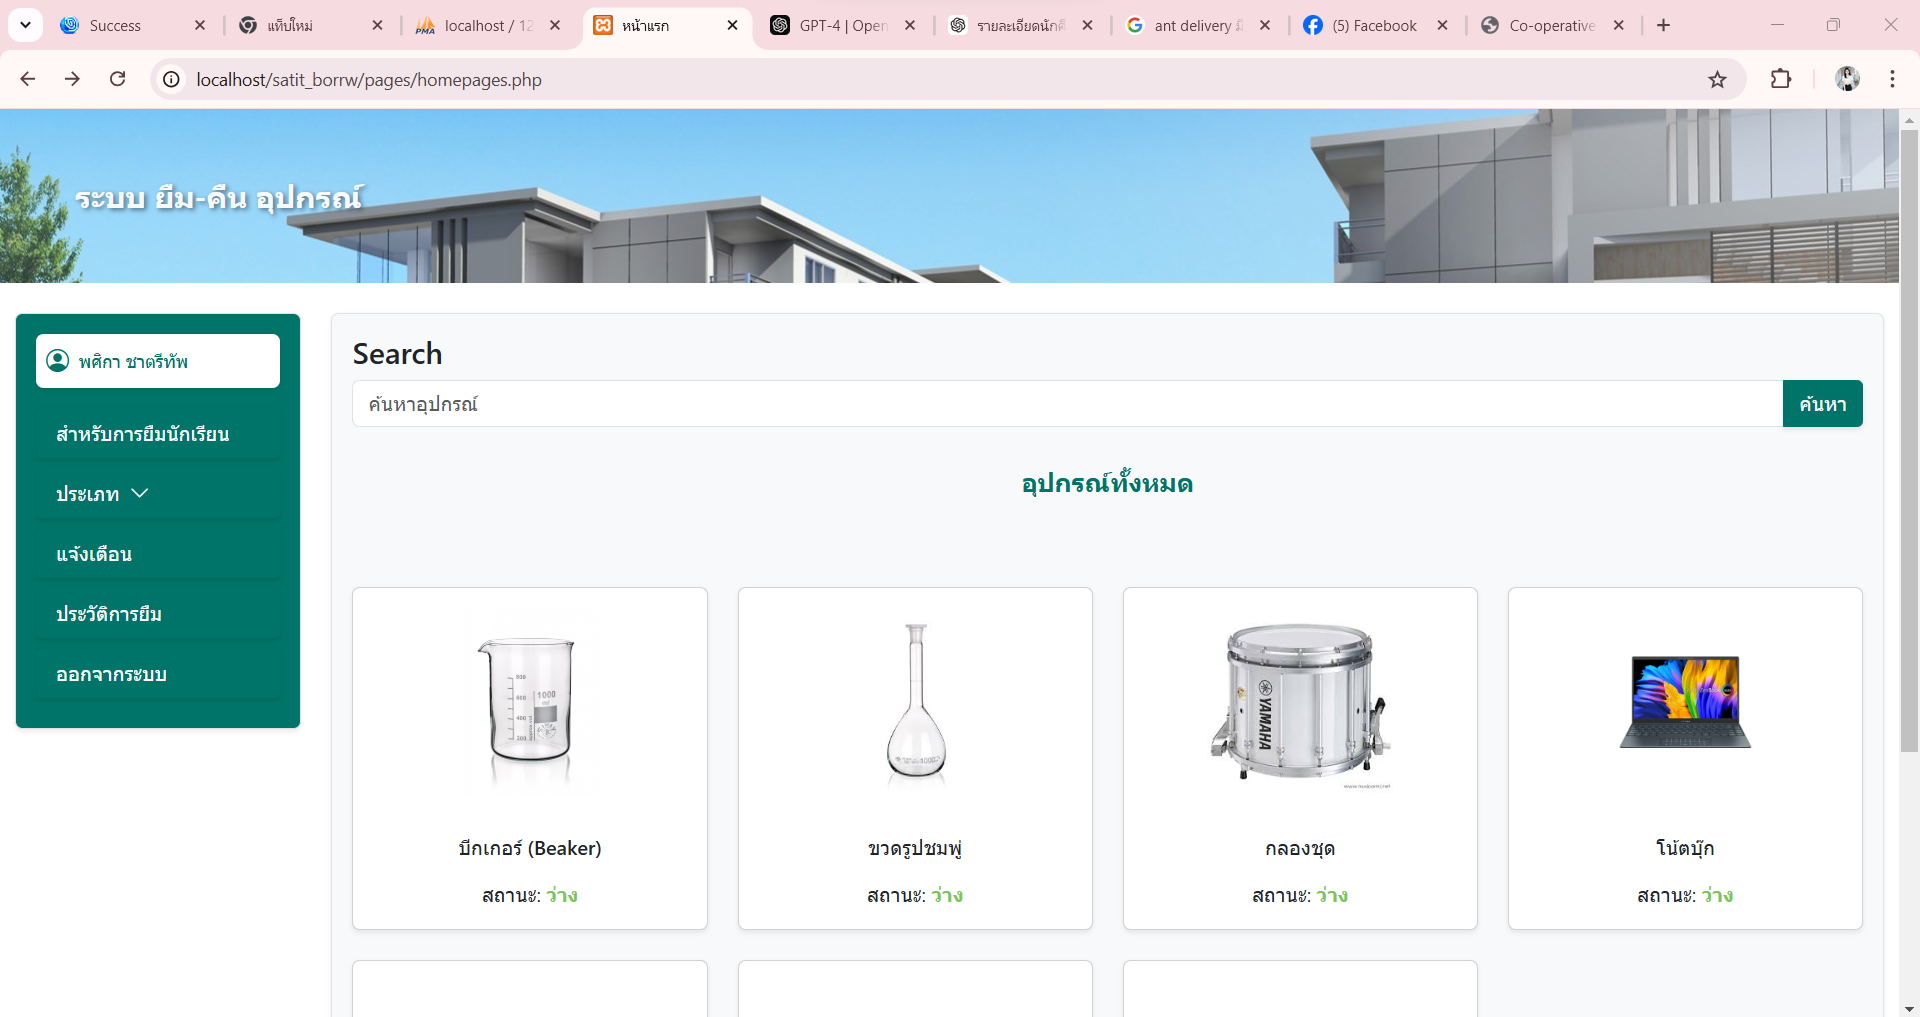 Success
แท็บใหม่
localhost / 12
หน้าแรก
GPT-4 | Open
รายละเอียดนักศึ
ant delivery มี
(5) Facebook
Co-operative
localhost/satit_borrw/pages/homepages.php
ระบบ ยืม-คืน อุปกรณ์
พศิกา ชาตรีทัพ
สำหรับการยืมนักเรียน
ประเภท
แจ้งเตือน
ประวัติการยืม
ออกจากระบบ
Search
ค้นหาอุปกรณ์
ค้นหา
อุปกรณ์ทั้งหมด
บีกเกอร์ (Beaker)
สถานะ: ว่าง
ขวดรูปชมพู่
สถานะ: ว่าง
YAMAHA
กลองชุด
สถานะ: ว่าง
โน้ตบุ๊ก
สถานะ: ว่าง